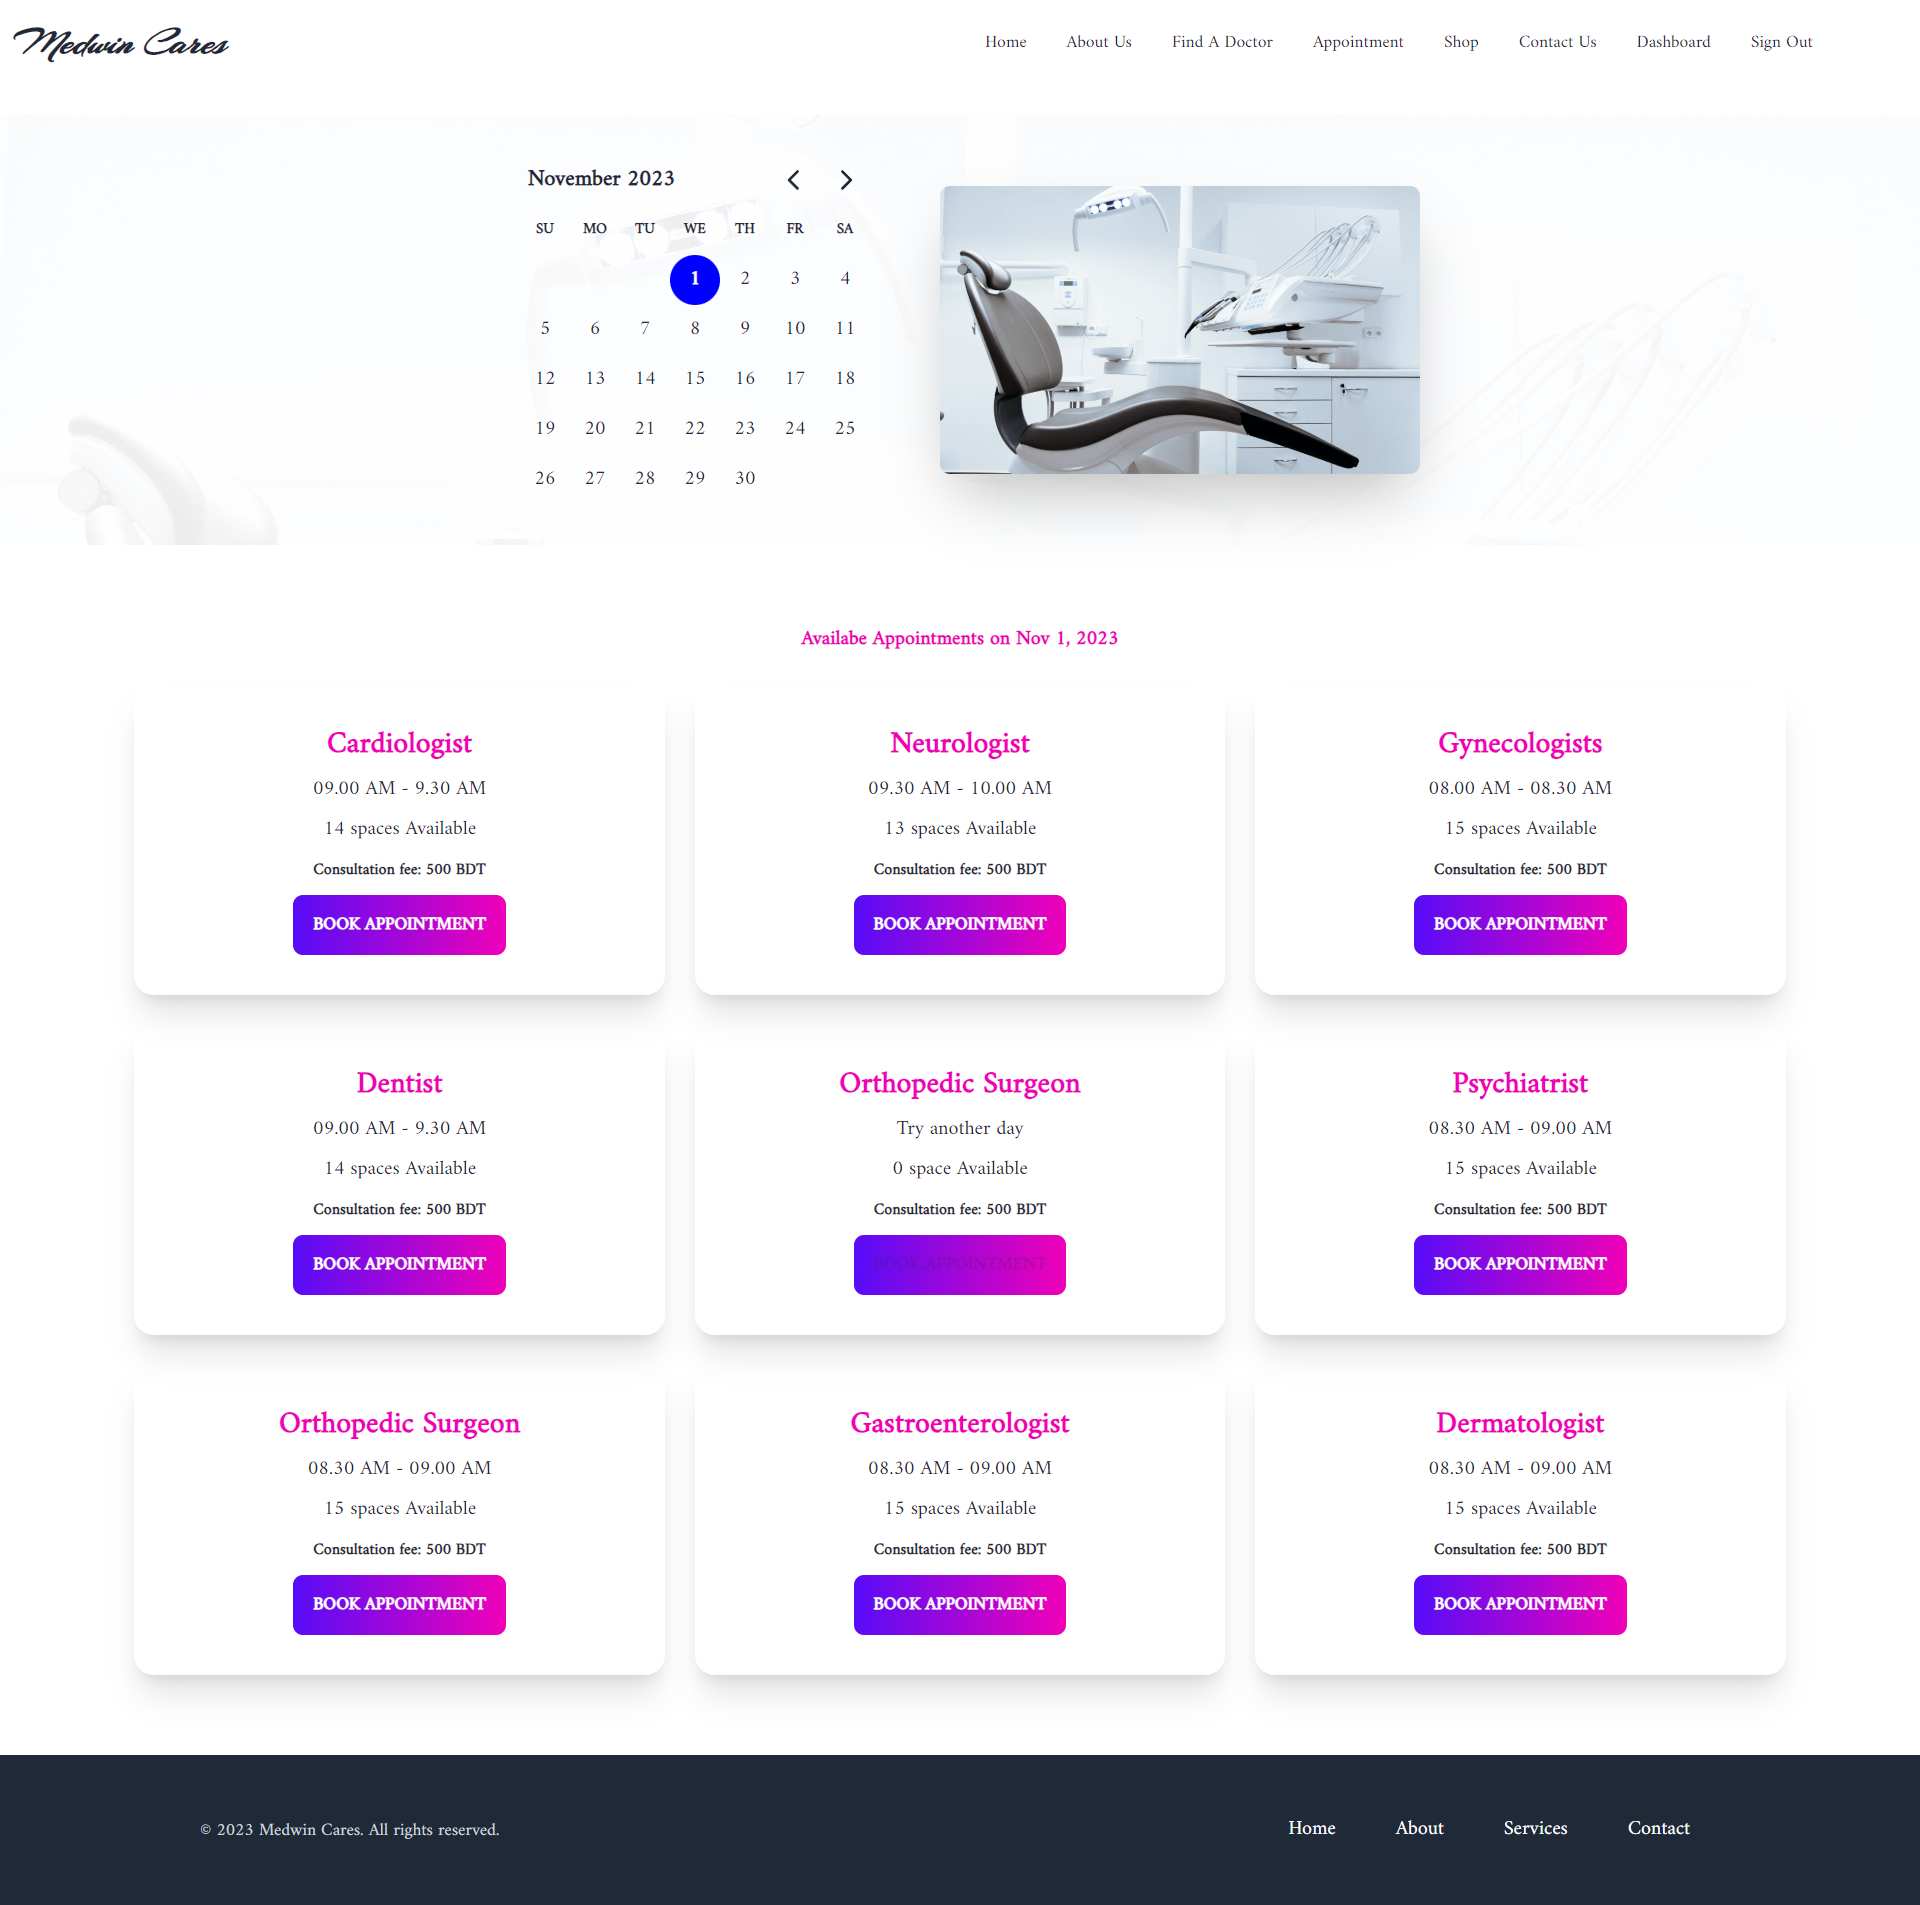 Medwin Cares
Home About Us Find A Doctor Appointment Shop Contact Us Dashboard Sign Out
November 2023
SU MO TU WE TH FR SA
1 2 3 4
5 6 7 8 9 10 11
12 13 14 15 16 17 18
19 20 21 22 23 24 25
26 27 28 29 30
Availabe Appointments on Nov 1, 2023
Cardiologist
09.00 AM - 9.30 AM
14 spaces Available
Consultation fee: 500 BDT
BOOK APPOINTMENT
Neurologist
09.30 AM - 10.00 AM
13 spaces Available
Consultation fee: 500 BDT
BOOK APPOINTMENT
Gynecologists
08.00 AM - 08.30 AM
15 spaces Available
Consultation fee: 500 BDT
BOOK APPOINTMENT
Dentist
09.00 AM - 9.30 AM
14 spaces Available
Consultation fee: 500 BDT
BOOK APPOINTMENT
Orthopedic Surgeon
Try another day
0 space Available
Consultation fee: 500 BDT
BOOK APPOINTMENT
Psychiatrist
08.30 AM - 09.00 AM
15 spaces Available
Consultation fee: 500 BDT
BOOK APPOINTMENT
Orthopedic Surgeon
08.30 AM - 09.00 AM
15 spaces Available
Consultation fee: 500 BDT
BOOK APPOINTMENT
Gastroenterologist
08.30 AM - 09.00 AM
15 spaces Available
Consultation fee: 500 BDT
BOOK APPOINTMENT
Dermatologist
08.30 AM - 09.00 AM
15 spaces Available
Consultation fee: 500 BDT
BOOK APPOINTMENT
© 2023 Medwin Cares. All rights reserved.
Home About Services Contact